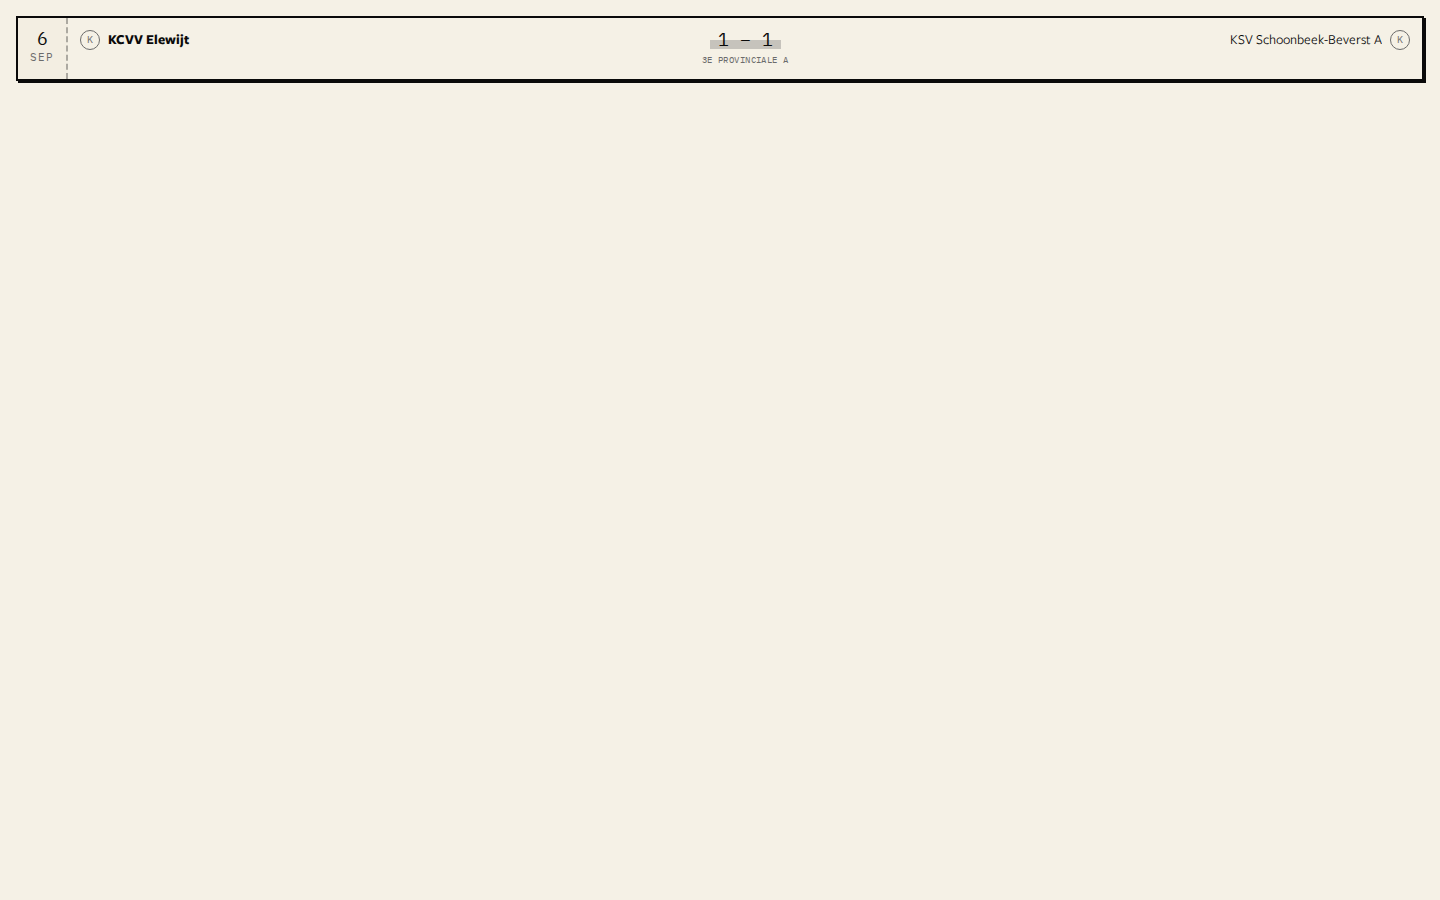 6
SEP
K KCVV Elewijt
1 – 1
3E PROVINCIALE A
KSV Schoonbeek-Beverst A K